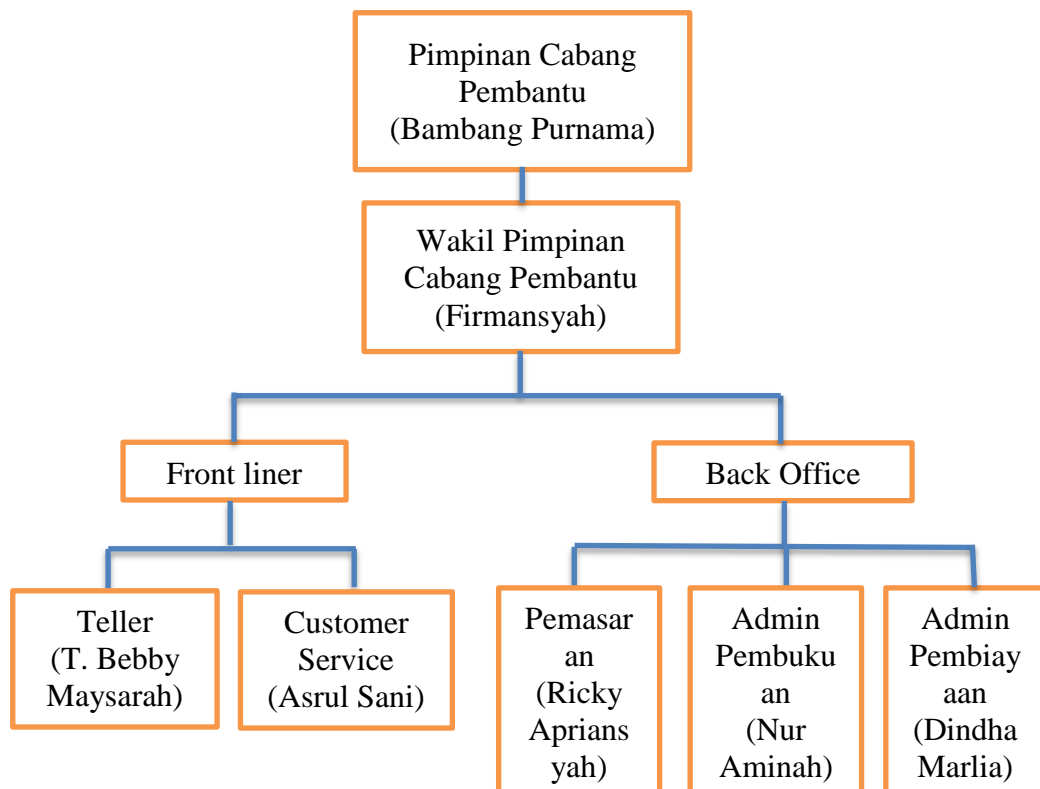 Pimpinan Cabang
Pembantu
(Bambang Purnama)
Wakil Pimpinan
Cabang Pembantu
(Firmansyah)
Front liner
Back Office
Teller
(T. Bebby
Maysarah)
Customer
Service
(Asrul Sani)
Pemasar
an
(Ricky
Aprians
yah)
Admin
Pembuku
an
(Nur
Aminah)
Admin
Pembiay
aan
(Dindha
Marlia)